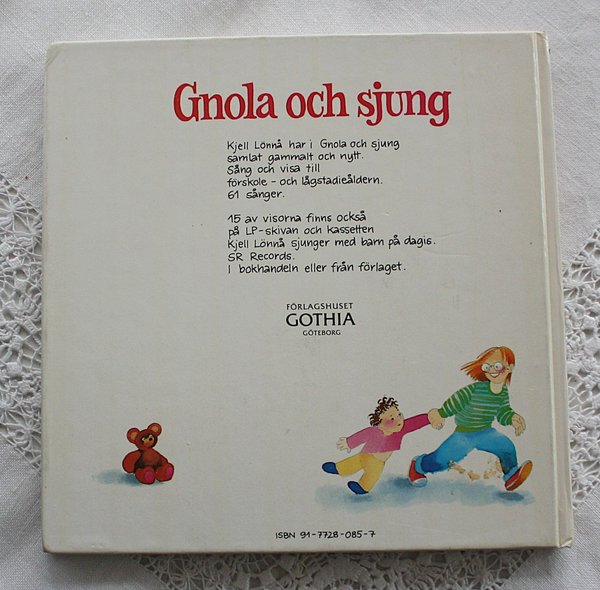 Gnola och sjung
Kjell Lönnå har i Gnola och sjung
samlat gammalt och nytt.
Sång och visa till
förskole- och lågstadieåldern.
61 sånger.
15 av visorna finns också
på LP-skivan och kassetten
Kjell Lönnå sjunger med barn på dagis.
SR Records.
I bokhandeln eller från förlaget.
FÖRLAGSHUSET
GOTHIA
GÖTEBORG
ISBN 91-7728-085-7